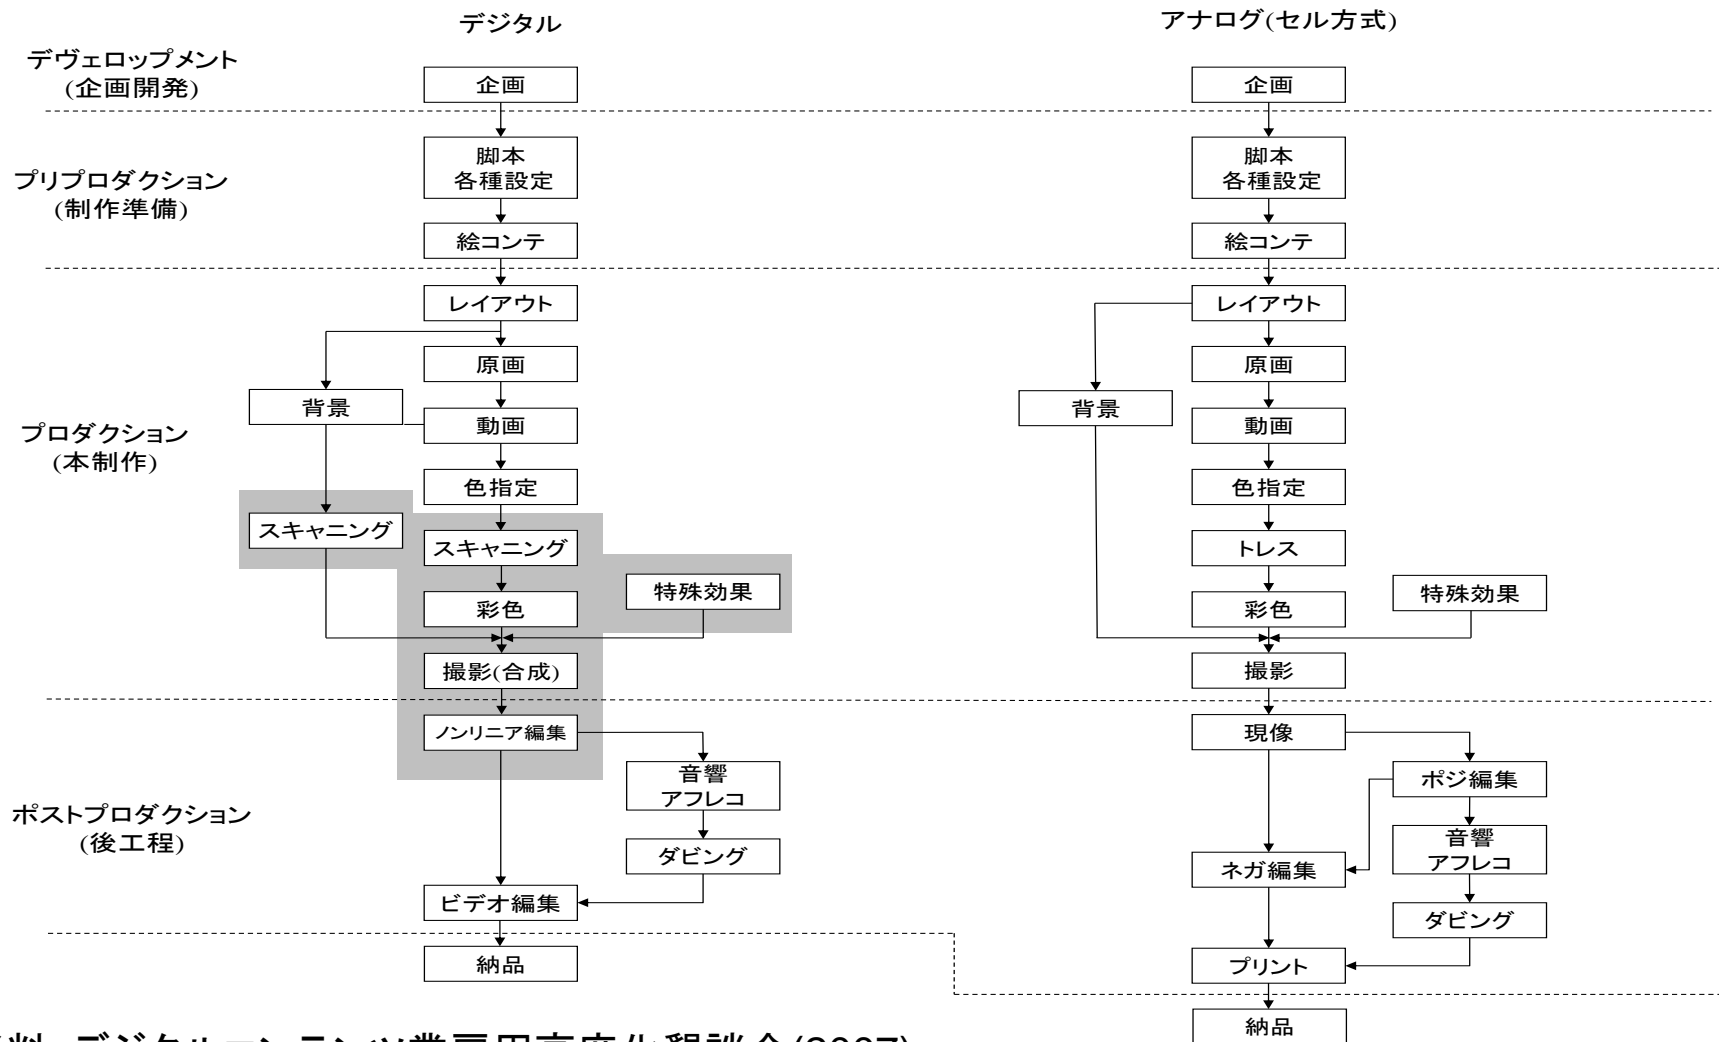 デジタル
アナログ(セル方式)
デヴェロップメント
(企画開発)
企画
企画
プリプロダクション
(制作準備)
脚本
各種設定
脚本
各種設定
絵コンテ
絵コンテ
プロダクション
(本制作)
レイアウト
原画
背景
動画
色指定
スキャニング
スキャニング
特殊効果
彩色
撮影(合成)
レイアウト
原画
背景
動画
色指定
トレス
特殊効果
彩色
撮影
ポストプロダクション
(後工程)
ノンリニア編集
音響
アフレコ
ダビング
ビデオ編集
納品
現像
ポジ編集
音響
アフレコ
ネガ編集
ダビング
プリント
納品